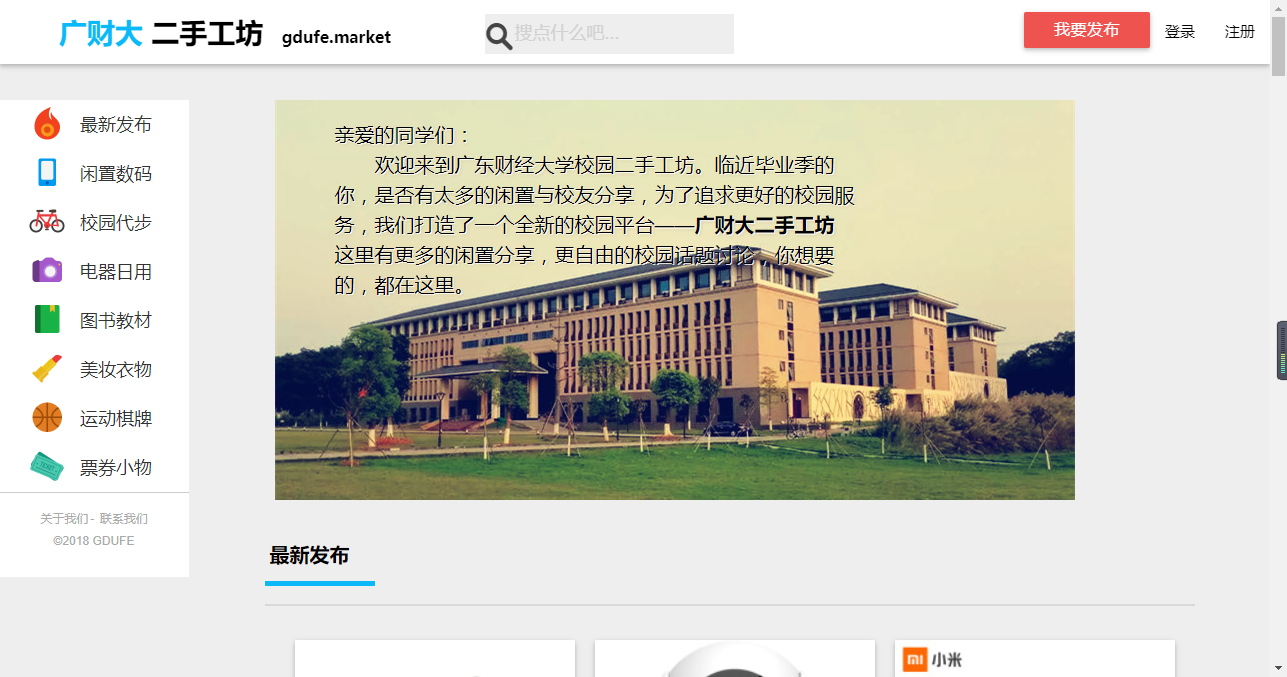 广财大 二手工坊 gdufe.market
搜点什么吧...
我要发布 登录 注册
最新发布
闲置数码
校园代步
电器日用
图书教材
美妆衣物
运动棋牌
票券小物
关于我们 - 联系我们
©2018 GDUFE
亲爱的同学们：
欢迎来到广东财经大学校园二手工坊。临近毕业季的
你，是否有太多的闲置与校友分享，为了追求更好的校园服
务，我们打造了一个全新的校园平台——广财大二手工坊
这里有更多的闲置分享，更自由的校园话题讨论，你想要
的，都在这里。
最新发布
小米